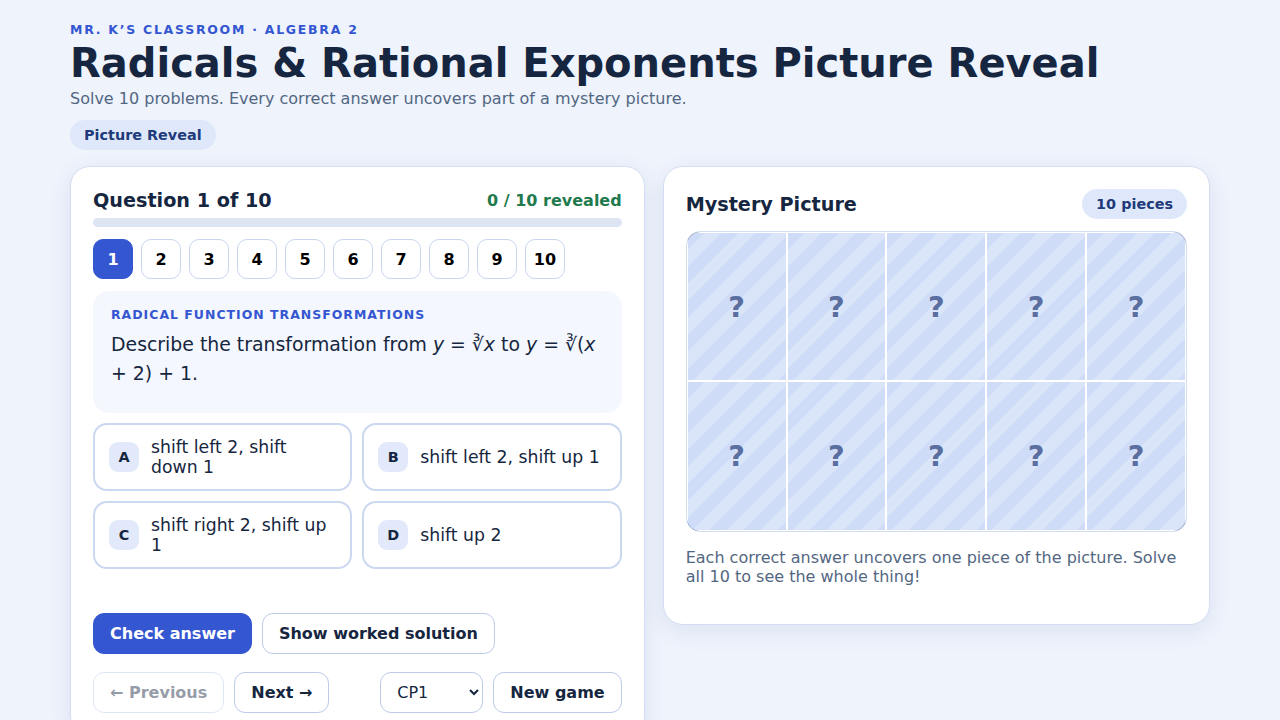 MR. K’S CLASSROOM · ALGEBRA 2
Radicals & Rational Exponents Picture Reveal
Solve 10 problems. Every correct answer uncovers part of a mystery picture.
Picture Reveal
Question 1 of 10
0 / 10 revealed
1 2 3 4 5 6 7 8 9 10
RADICAL FUNCTION TRANSFORMATIONS
Describe the transformation from y = ∛x to y = ∛(x
+ 2) + 1.
A shift left 2, shift
down 1
B shift left 2, shift up 1
C shift right 2, shift up
1
D shift up 2
Check answer
Show worked solution
← Previous
Next →
CP1
New game
Mystery Picture
10 pieces
? ? ? ? ?
? ? ? ? ?
Each correct answer uncovers one piece of the picture. Solve
all 10 to see the whole thing!